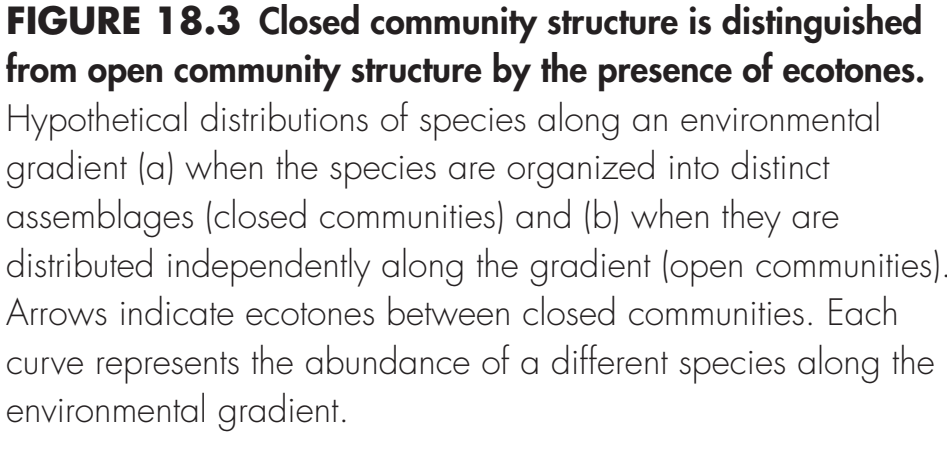 FIGURE 18.3 Closed community structure is distinguished
from open community structure by the presence of ecotones.
Hypothetical distributions of species along an environmental
gradient (a) when the species are organized into distinct
assemblages (closed communities) and (b) when they are
distributed independently along the gradient (open communities).
Arrows indicate ecotones between closed communities. Each
curve represents the abundance of a different species along the
environmental gradient.